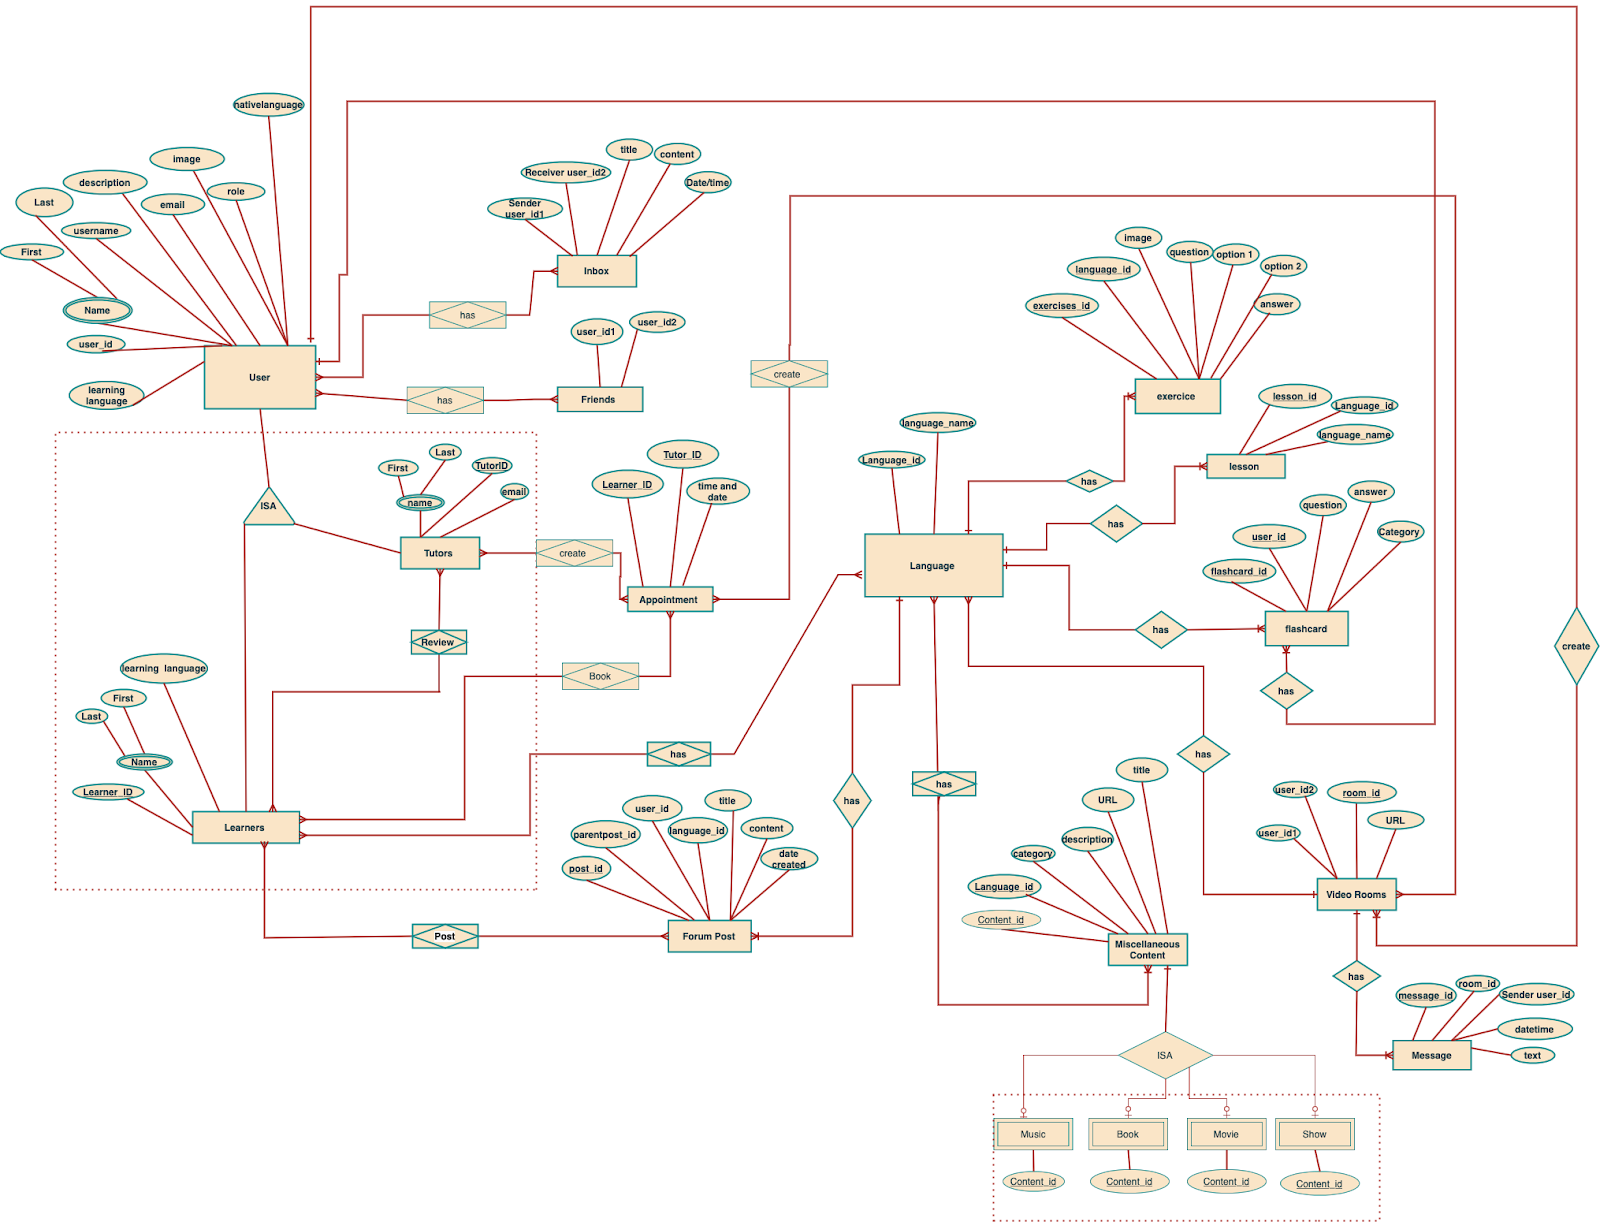 nativelanguage
image
description
role
email
Last
username
First
Name
user_id
User
learning
language
title
content
Receiver user_id2
Date/time
Sender
user_id1
Inbox
has
user_id1
user_id2
has
Friends
create
image
question
option 1
option 2
language_id
exercises_id
answer
exercice
lesson_id
Language_id
language_name
lesson
has
language_name
Language_id
has
Language
answer
question
Category
user_id
flashcard_id
flashcard
has
has
create
ISA
Last
First
TutorID
name
email
Tutors
create
Tutor_ID
Learner_ID
time and
date
Appointment
Review
Book
learning  language
First
Last
Name
Learner_ID
Learners
has
has
has
has
Post
title
user_id
parentpost_id
language_id
content
date
created
post_id
Forum Post
title
URL
description
category
Language_id
Content_id
Miscellaneous
Content
user_id2
room_id
URL
user_id1
Video Rooms
has
message_id
room_id
Sender user_id
datetime
text
Message
ISA
Music
Book
Movie
Show
Content_id
Content_id
Content_id
Content_id